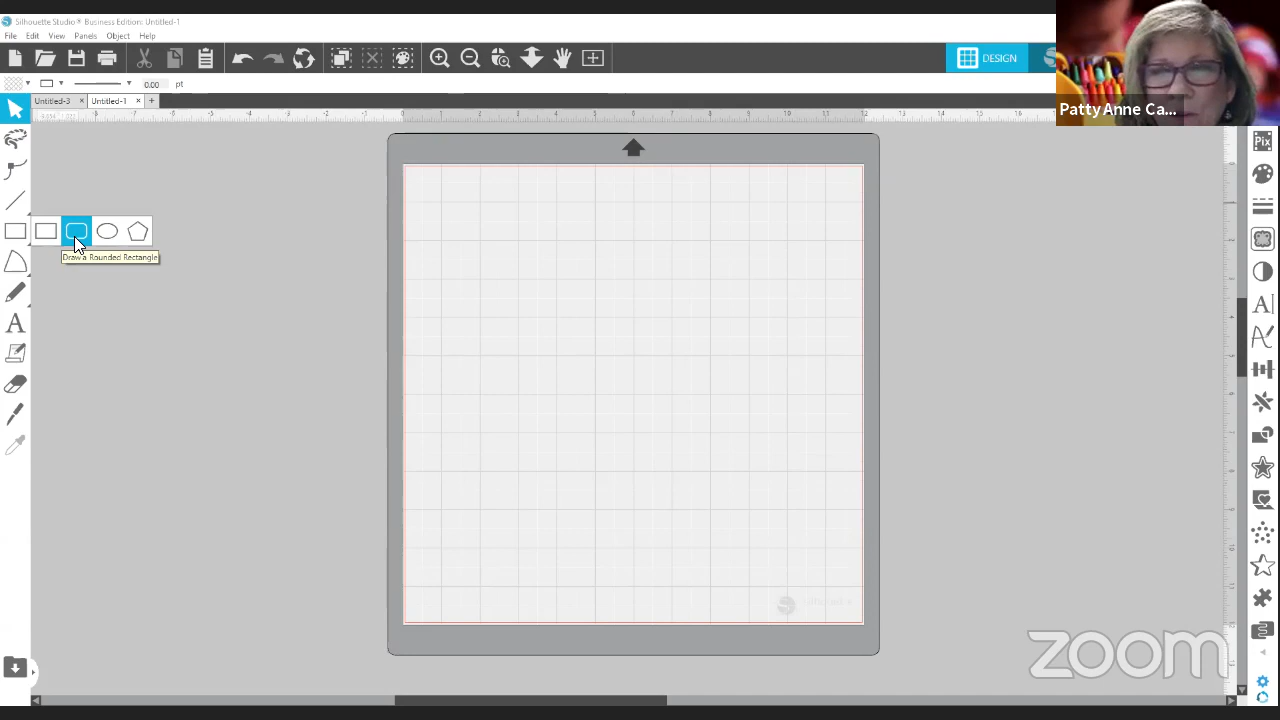 Silhouette Studio® Business Edition: Untitled-1
File Edit View Panels Object Help
DESIGN
0.00 pt
Untitled-3 × Untitled-1 × +
Draw a Rounded Rectangle
Pix
Patty Anne Ca...
zoom